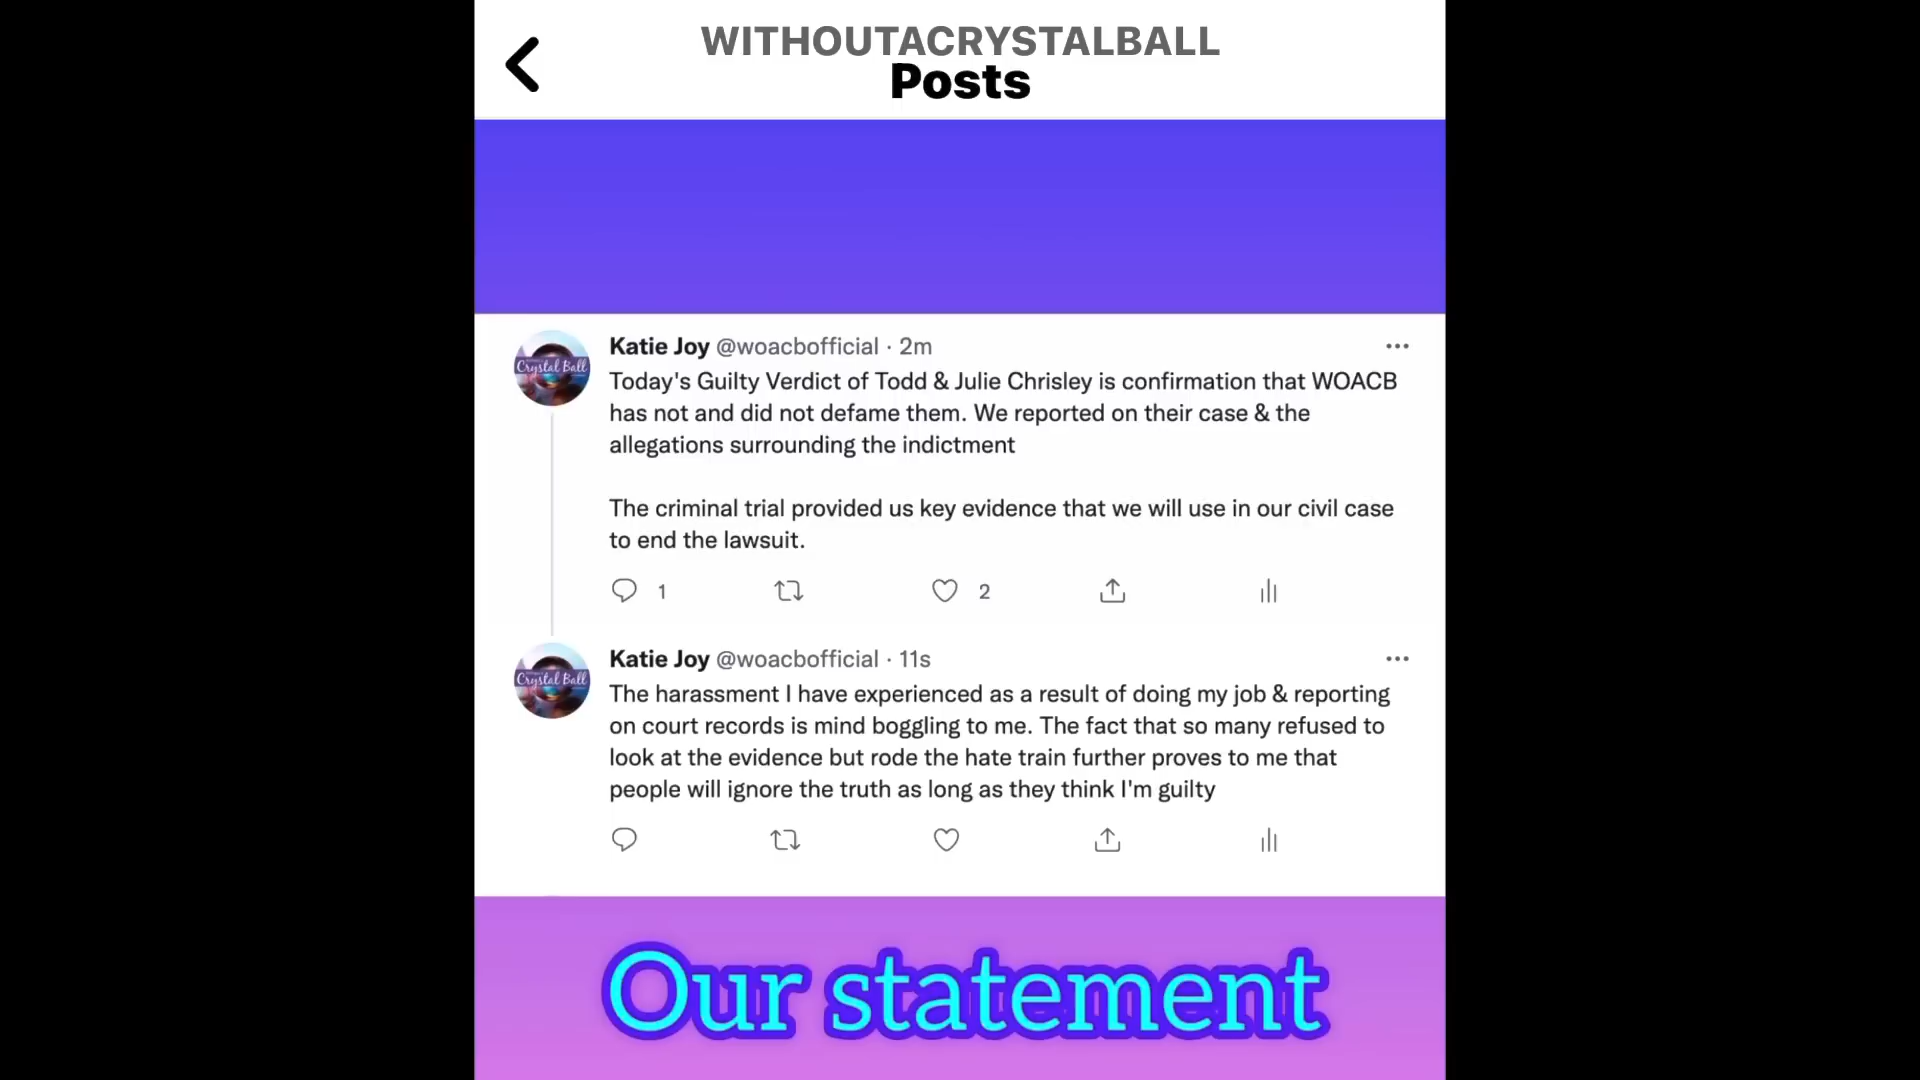 WITHOUTACRYSTALBALL
Posts
Katie Joy @woacbofficial · 2m
Today's Guilty Verdict of Todd & Julie Chrisley is confirmation that WOACB
has not and did not defame them. We reported on their case & the
allegations surrounding the indictment
The criminal trial provided us key evidence that we will use in our civil case
to end the lawsuit.
1 2
Crystal Ball
Katie Joy @woacbofficial · 11s
The harassment I have experienced as a result of doing my job & reporting
on court records is mind boggling to me. The fact that so many refused to
look at the evidence but rode the hate train further proves to me that
people will ignore the truth as long as they think I'm guilty
Crystal Ball
Our statement